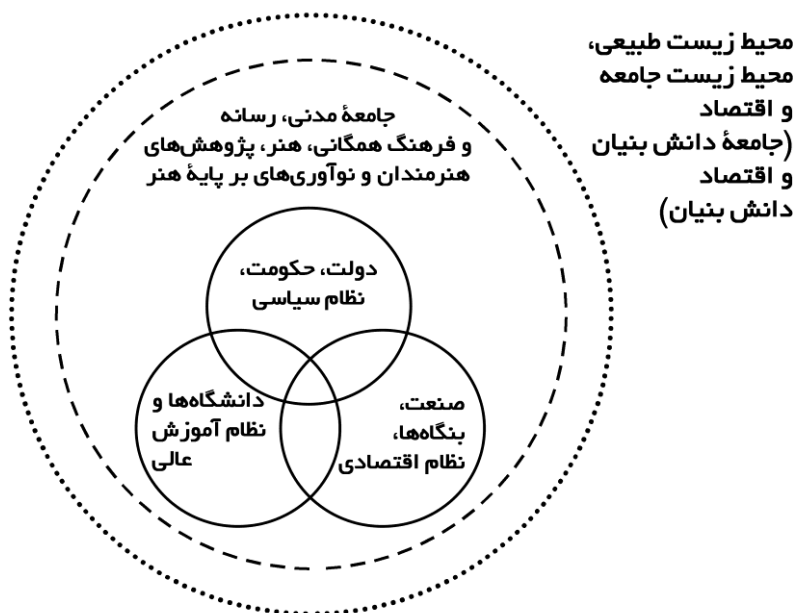 محیط زیست طبیعی،
محیط زیست جامعه
و اقتصاد
(جامعهٔ دانش بنیان
و اقتصاد
دانش بنیان)
جامعهٔ مدنی، رسانه
و فرهنگ همگانی، هنر، پژوهش‌های
هنرمندان و نوآوری‌های بر پایهٔ هنر
دولت، حکومت،
نظام سیاسی
صنعت،
بنگاه‌ها،
نظام اقتصادی
دانشگاه‌ها و
نظام آموزش
عالی